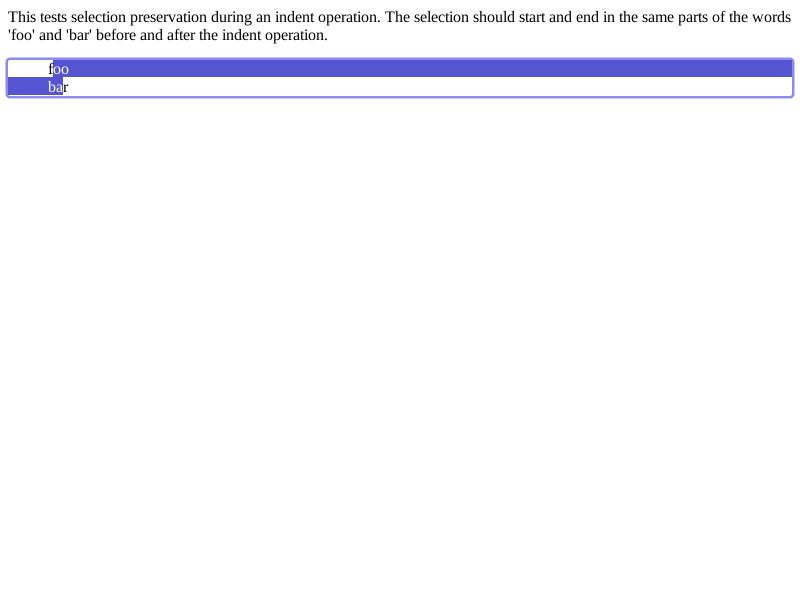 This tests selection preservation during an indent operation. The selection should start and end in the same parts of the words
'foo' and 'bar' before and after the indent operation.
foo
bar